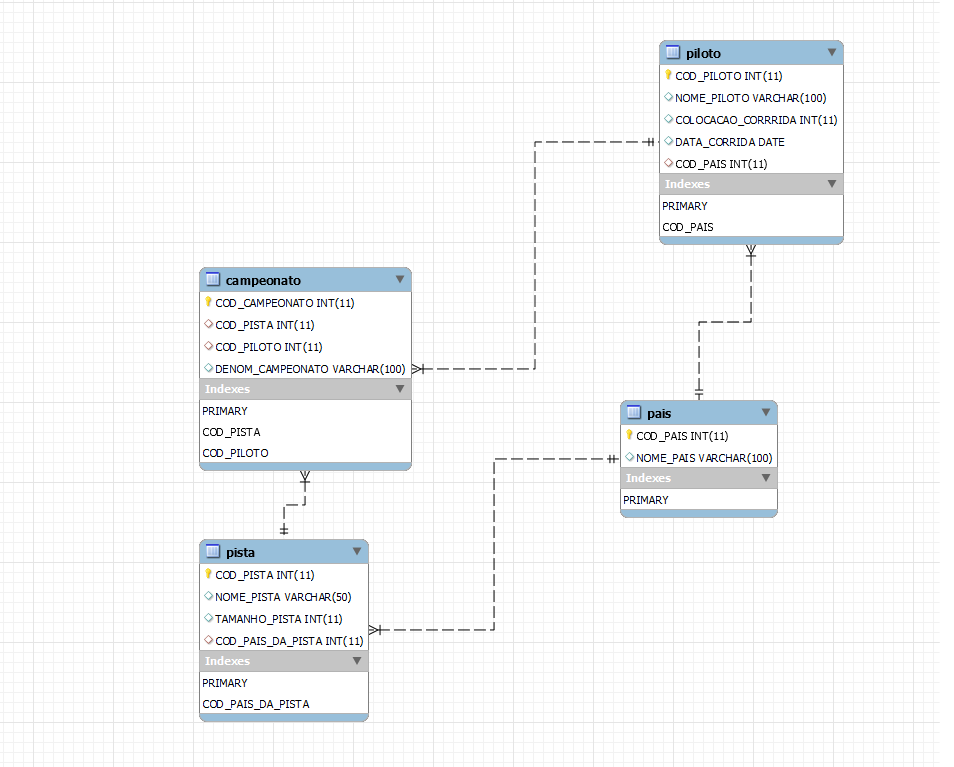 piloto
COD_PILOTO INT(11)
NOME_PILOTO VARCHAR(100)
COLOCACAO_CORRRIDA INT(11)
DATA_CORRIDA DATE
COD_PAIS INT(11)
Indexes
PRIMARY
COD_PAIS
campeonato
COD_CAMPEONATO INT(11)
COD_PISTA INT(11)
COD_PILOTO INT(11)
DENOM_CAMPEONATO VARCHAR(100)
Indexes
PRIMARY
COD_PISTA
COD_PILOTO
pais
COD_PAIS INT(11)
NOME_PAIS VARCHAR(100)
Indexes
PRIMARY
pista
COD_PISTA INT(11)
NOME_PISTA VARCHAR(50)
TAMANHO_PISTA INT(11)
COD_PAIS_DA_PISTA INT(11)
Indexes
PRIMARY
COD_PAIS_DA_PISTA